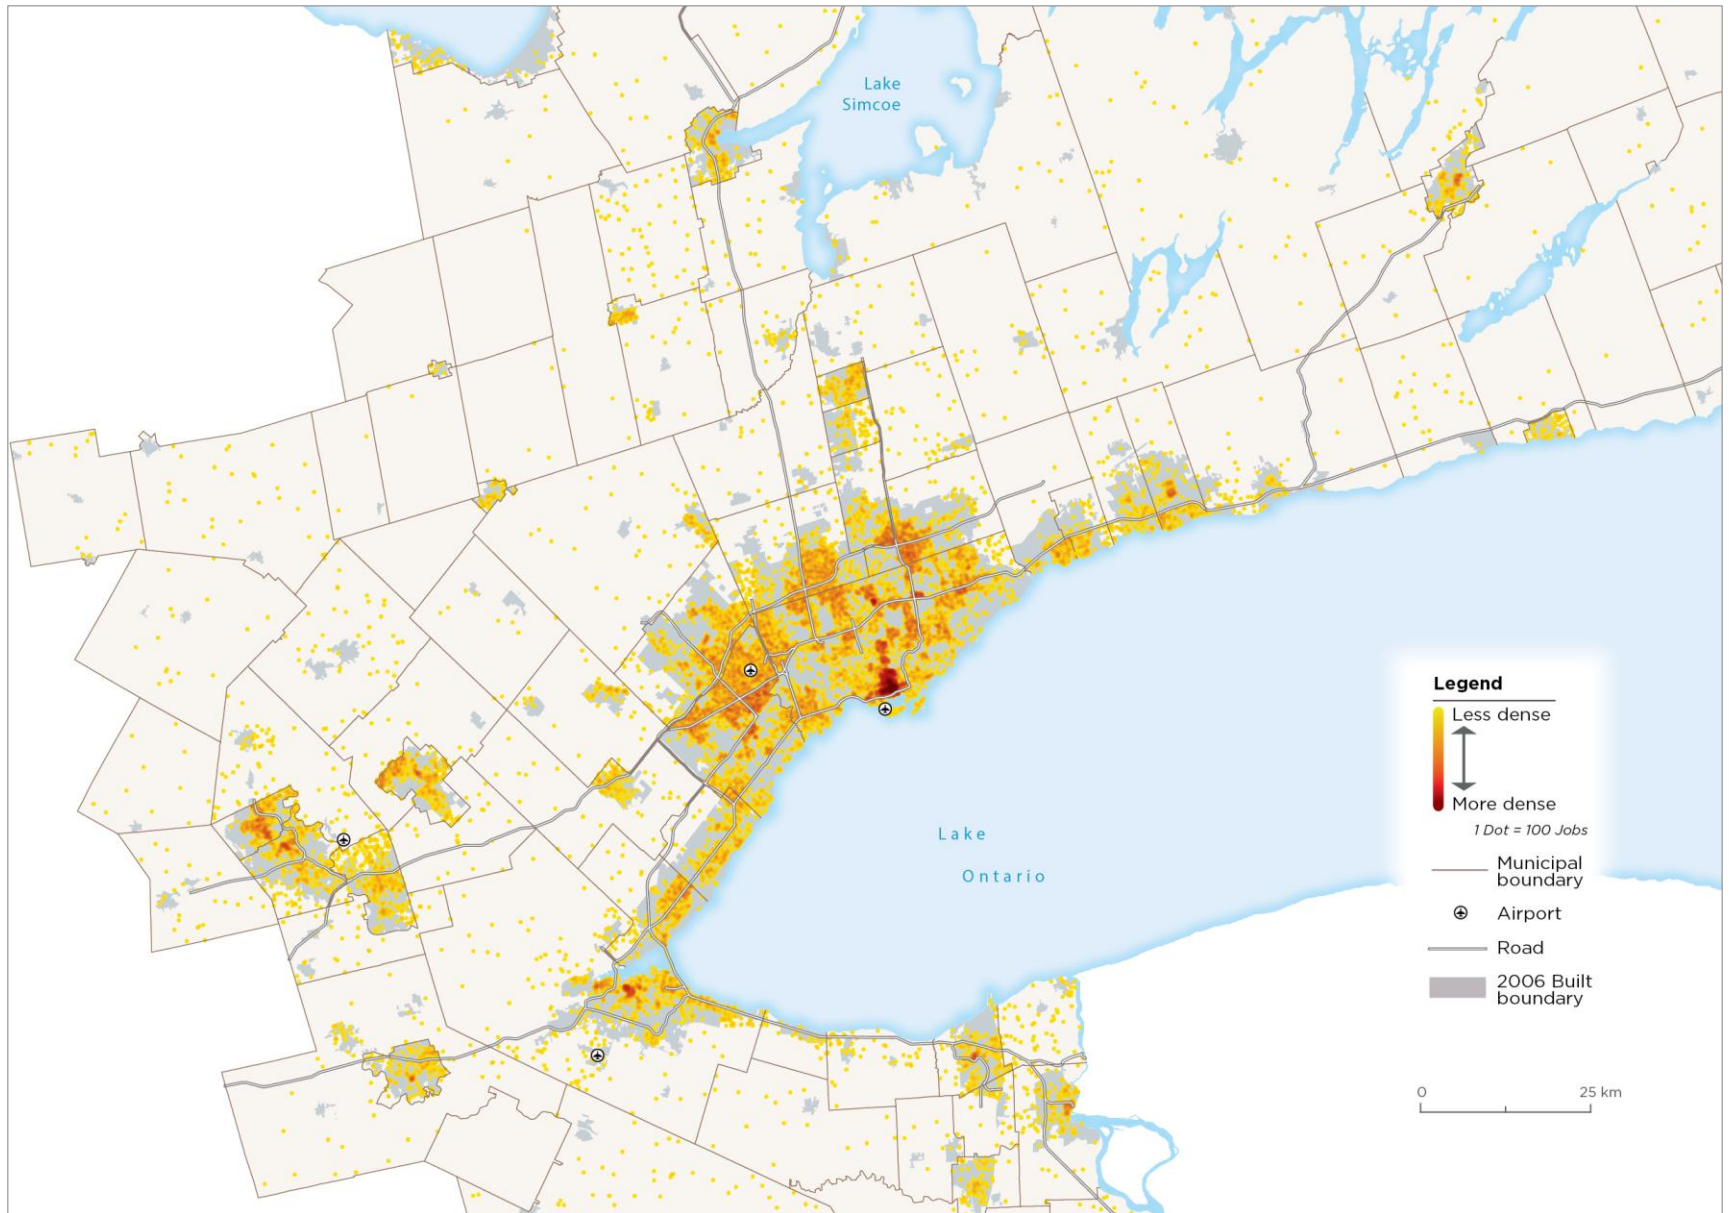 Lake
Simcoe
Lake
Ontario
Legend
Less dense
More dense
1 Dot = 100 Jobs
Municipal
boundary
Airport
Road
2006 Built
boundary
0 25 km